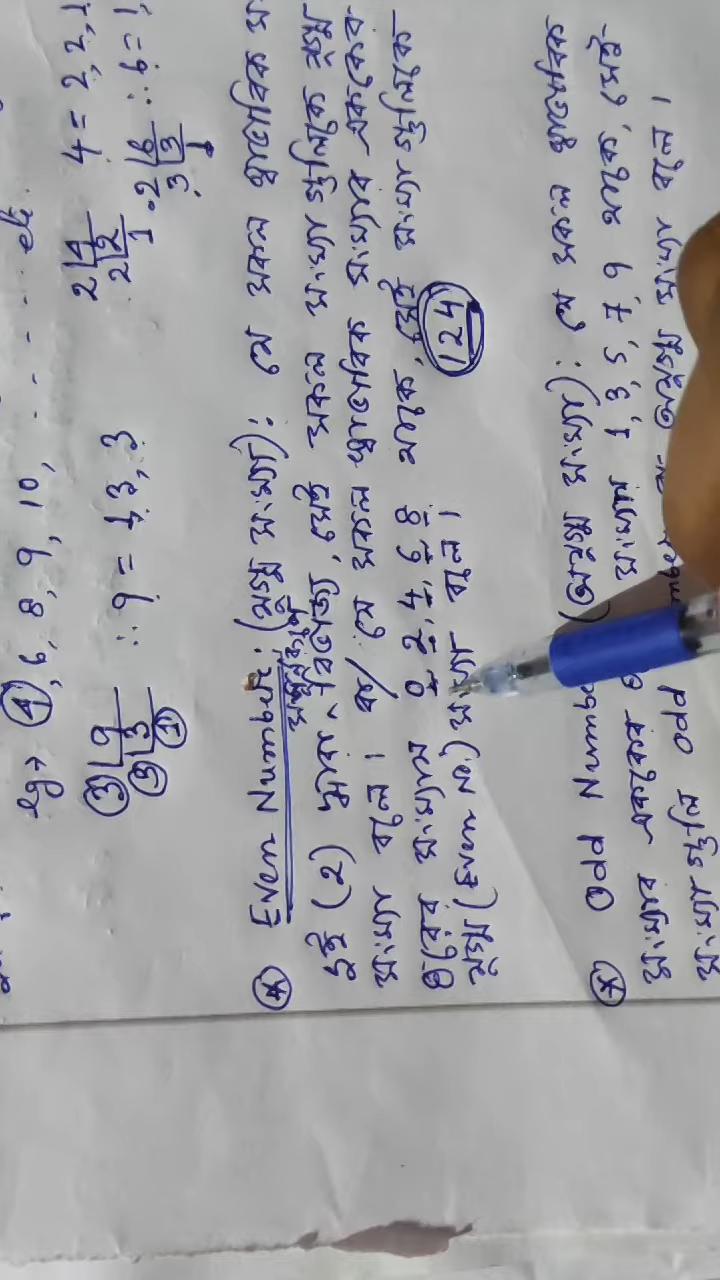 eg→ ④, 6, 8, 9, 10, - - - - etc.
③|9 ∴ 9 = 1, 3, 3 2|4 4 = 2, 2, 1
③|3 2|2 2|6 ∴ 6 = 1,
① 1 3|3
1
Even Number: (যুগ্ম সংখ্যা): যে সকল স্বাভাবিক
সম্পূর্ণ
দুই (2) দ্বারা বিভাজ্য, সেই সকল সংখ্যা গুলিকে যুগ্ম
সংখ্যা বলে। বা/ যে সকল স্বাভাবিক সংখ্যার এককের
ঘরের সংখ্যায় 0, 2, 4, 6, 8 থাকে, সেই সংখ্যা গুলিকে
যুগ্ম (Even No.) সংখ্যা বলে। 124
Odd Number (অযুগ্ম সংখ্যা): যে সকল স্বাভাবিক
সংখ্যার এককের 1, 3, 5, 7, 9 থাকে, সেই
সংখ্যা গুলি Odd অযুগ্ম সংখ্যা বলে।